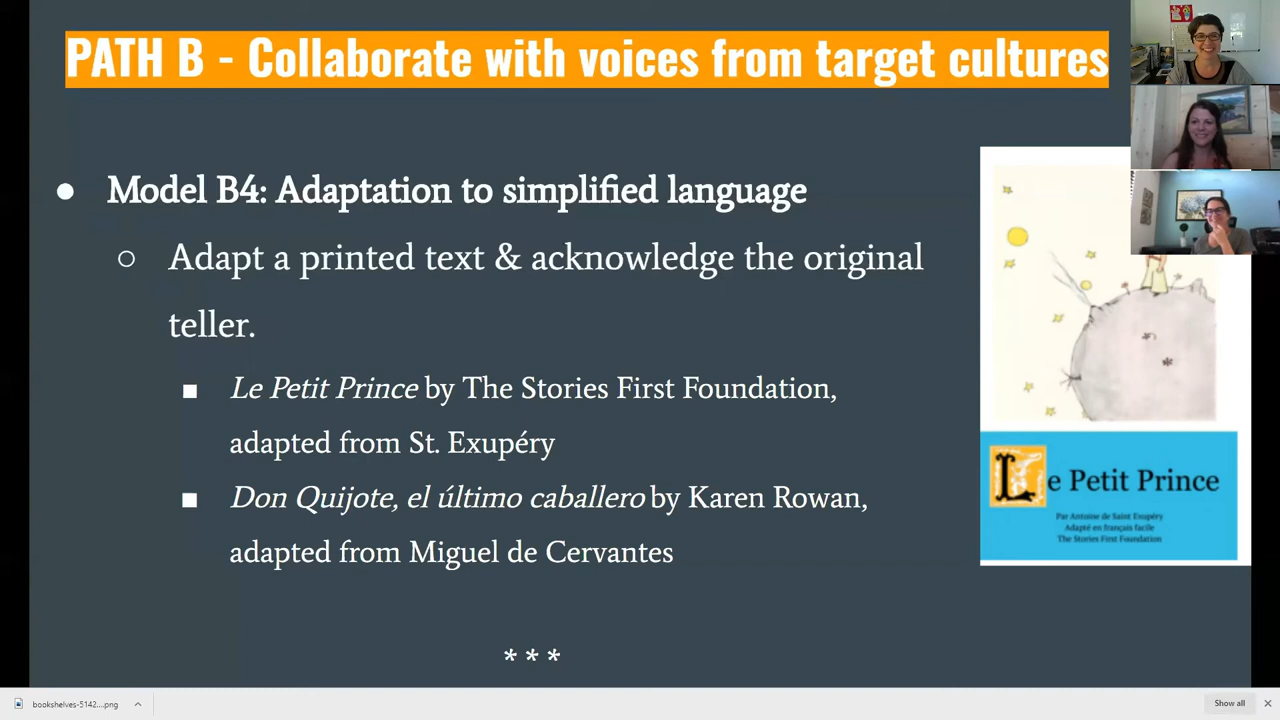 PATH B - Collaborate with voices from target cultures
● Model B4: Adaptation to simplified language
○ Adapt a printed text & acknowledge the original
teller.
■ Le Petit Prince by The Stories First Foundation,
adapted from St. Exupéry
■ Don Quijote, el último caballero by Karen Rowan,
adapted from Miguel de Cervantes
* * *
Le Petit Prince
Par Antoine de Saint Exupéry
Adapté en français facile
The Stories First Foundation
bookshelves-5142....png
Show all